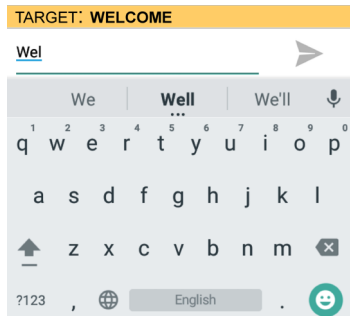 TARGET: WELCOME
Wel
We Well We'll
1 2 3 4 5 6 7 8 9 0
q w e r t y u i o p
a s d f g h j k l
z x c v b n m
?123 , English .